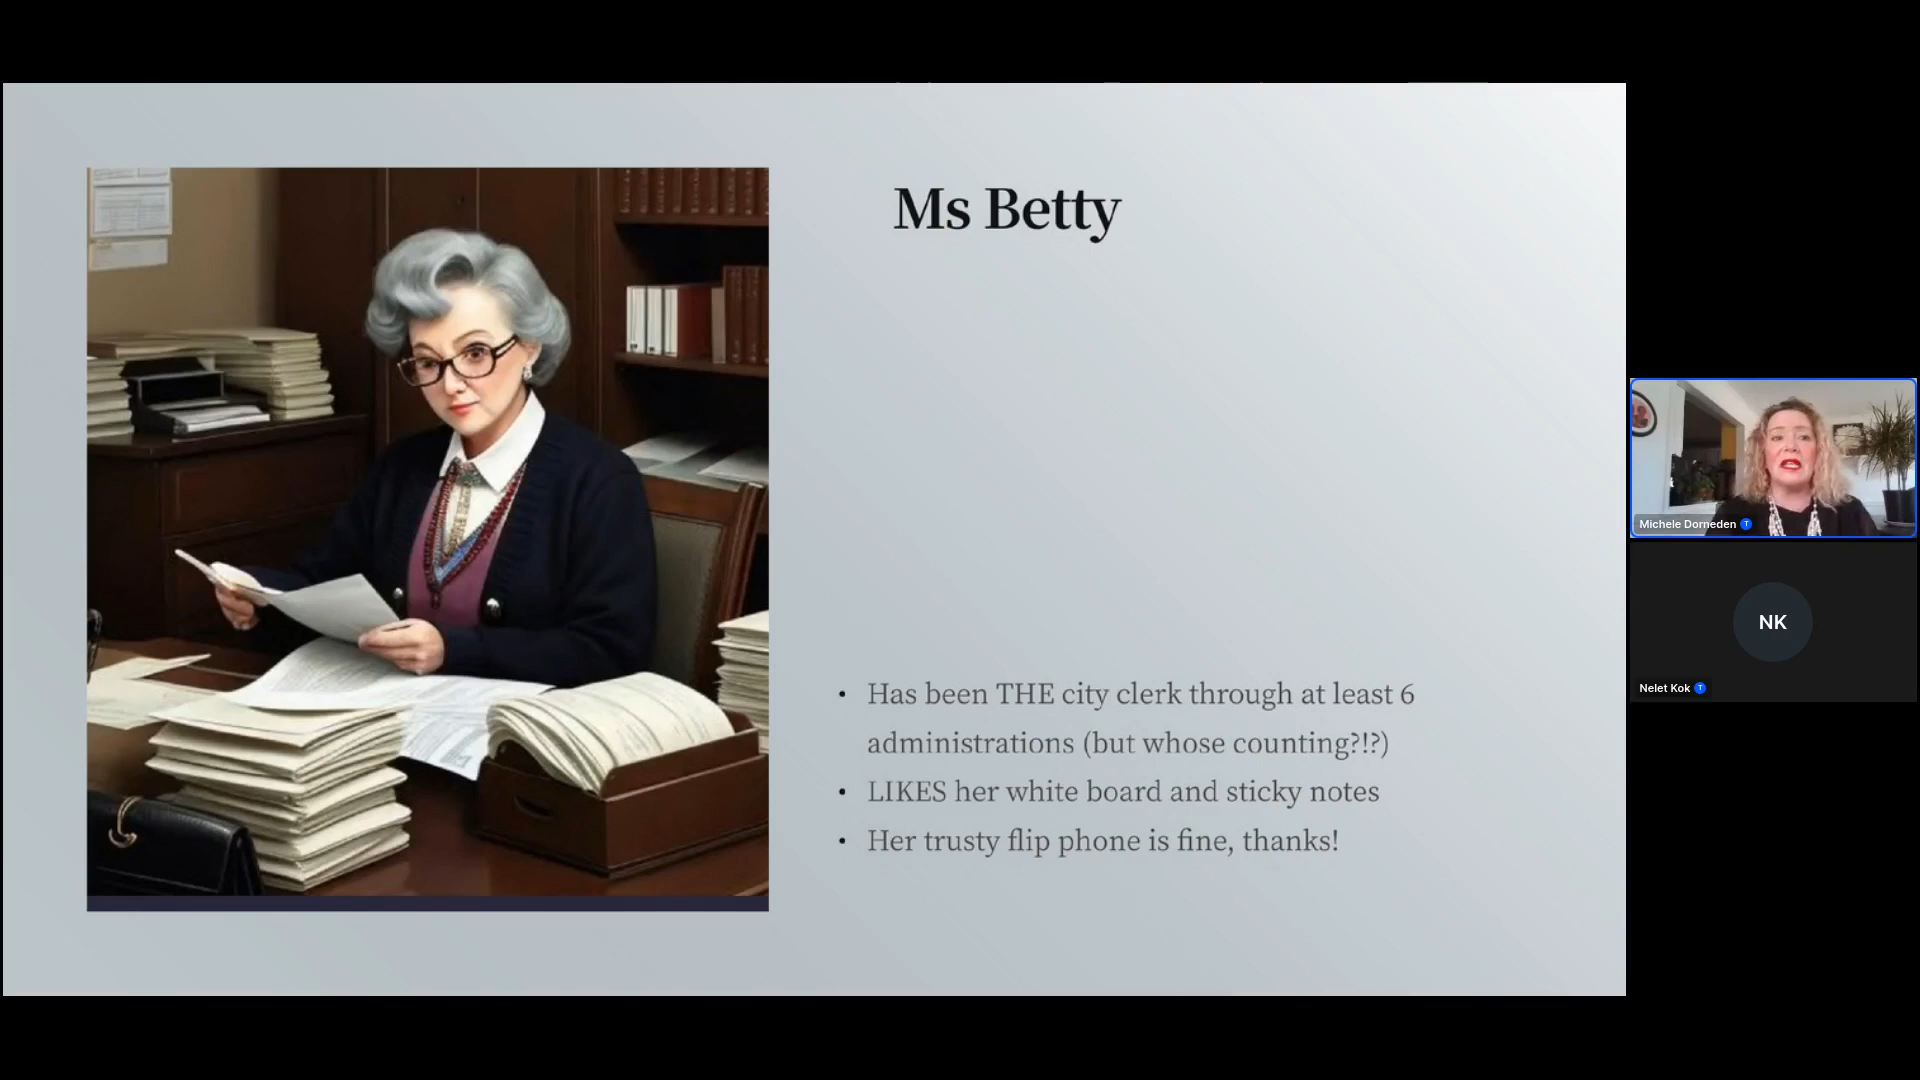 Ms Betty
• Has been THE city clerk through at least 6
administrations (but whose counting?!?)
• LIKES her white board and sticky notes
• Her trusty flip phone is fine, thanks!
Michele Dorneden T
NK
Nelet Kok T